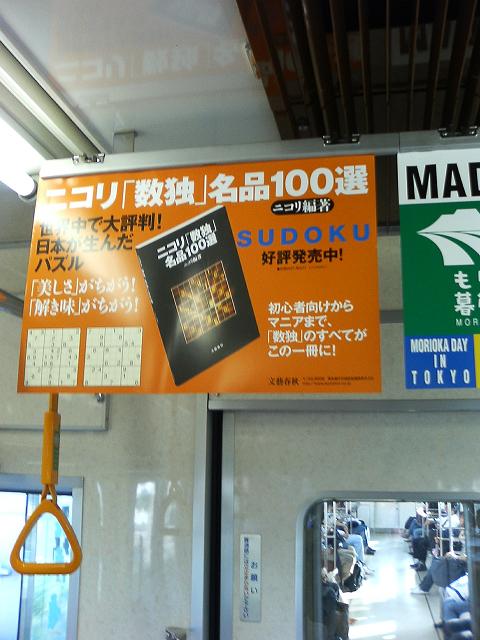 ニコリ「数独」名品100選
ニコリ編著
世界中で大評判!
日本が生んだ
パズル
「美しさ」がちがう!
「解き味」がちがう!
ニコリ「数独」
名品100選
SUDOKU
好評発売中!
初心者向けから
マニアまで、
「数独」のすべてが
この一冊に!
文藝春秋
MAD
MORIOKA DAY
IN
TOKYO
お願い